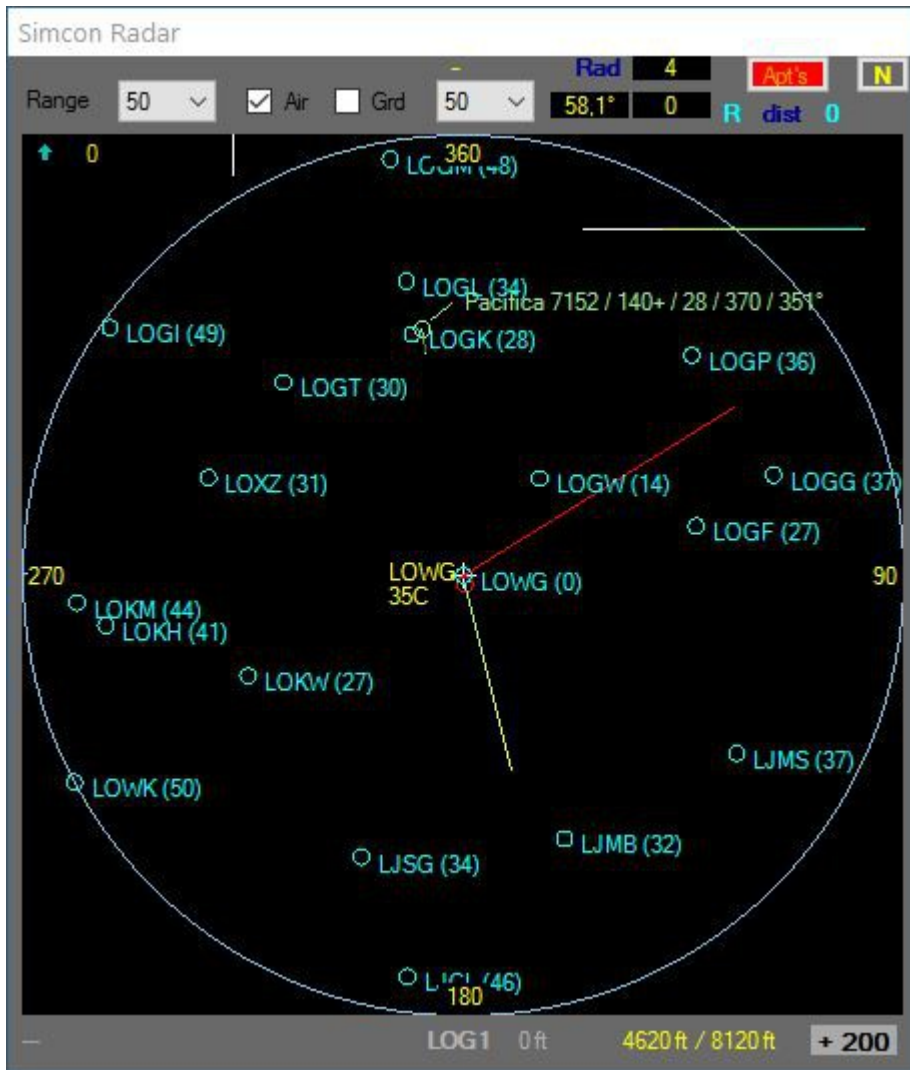 Simcon Radar
Range 50 Air Grd 50 - Rad 4 Apt's N
58,1° 0 R dist 0
0 360
LOGM (48)
LOGL (34)
Pacifica 7152 / 140+ / 28 / 370 / 351°
LOGI (49)
LOGK (28)
LOGP (36)
LOGT (30)
LOXZ (31)
LOGW (14)
LOGG (37)
LOGF (27)
270 LOWG LOWG (0) 90
35C
LOKM (44)
LOKH (41)
LOKW (27)
LJMS (37)
LOWK (50)
LJMB (32)
LJSG (34)
(46)
180
LOG1 0 ft 4620 ft / 8120 ft + 200